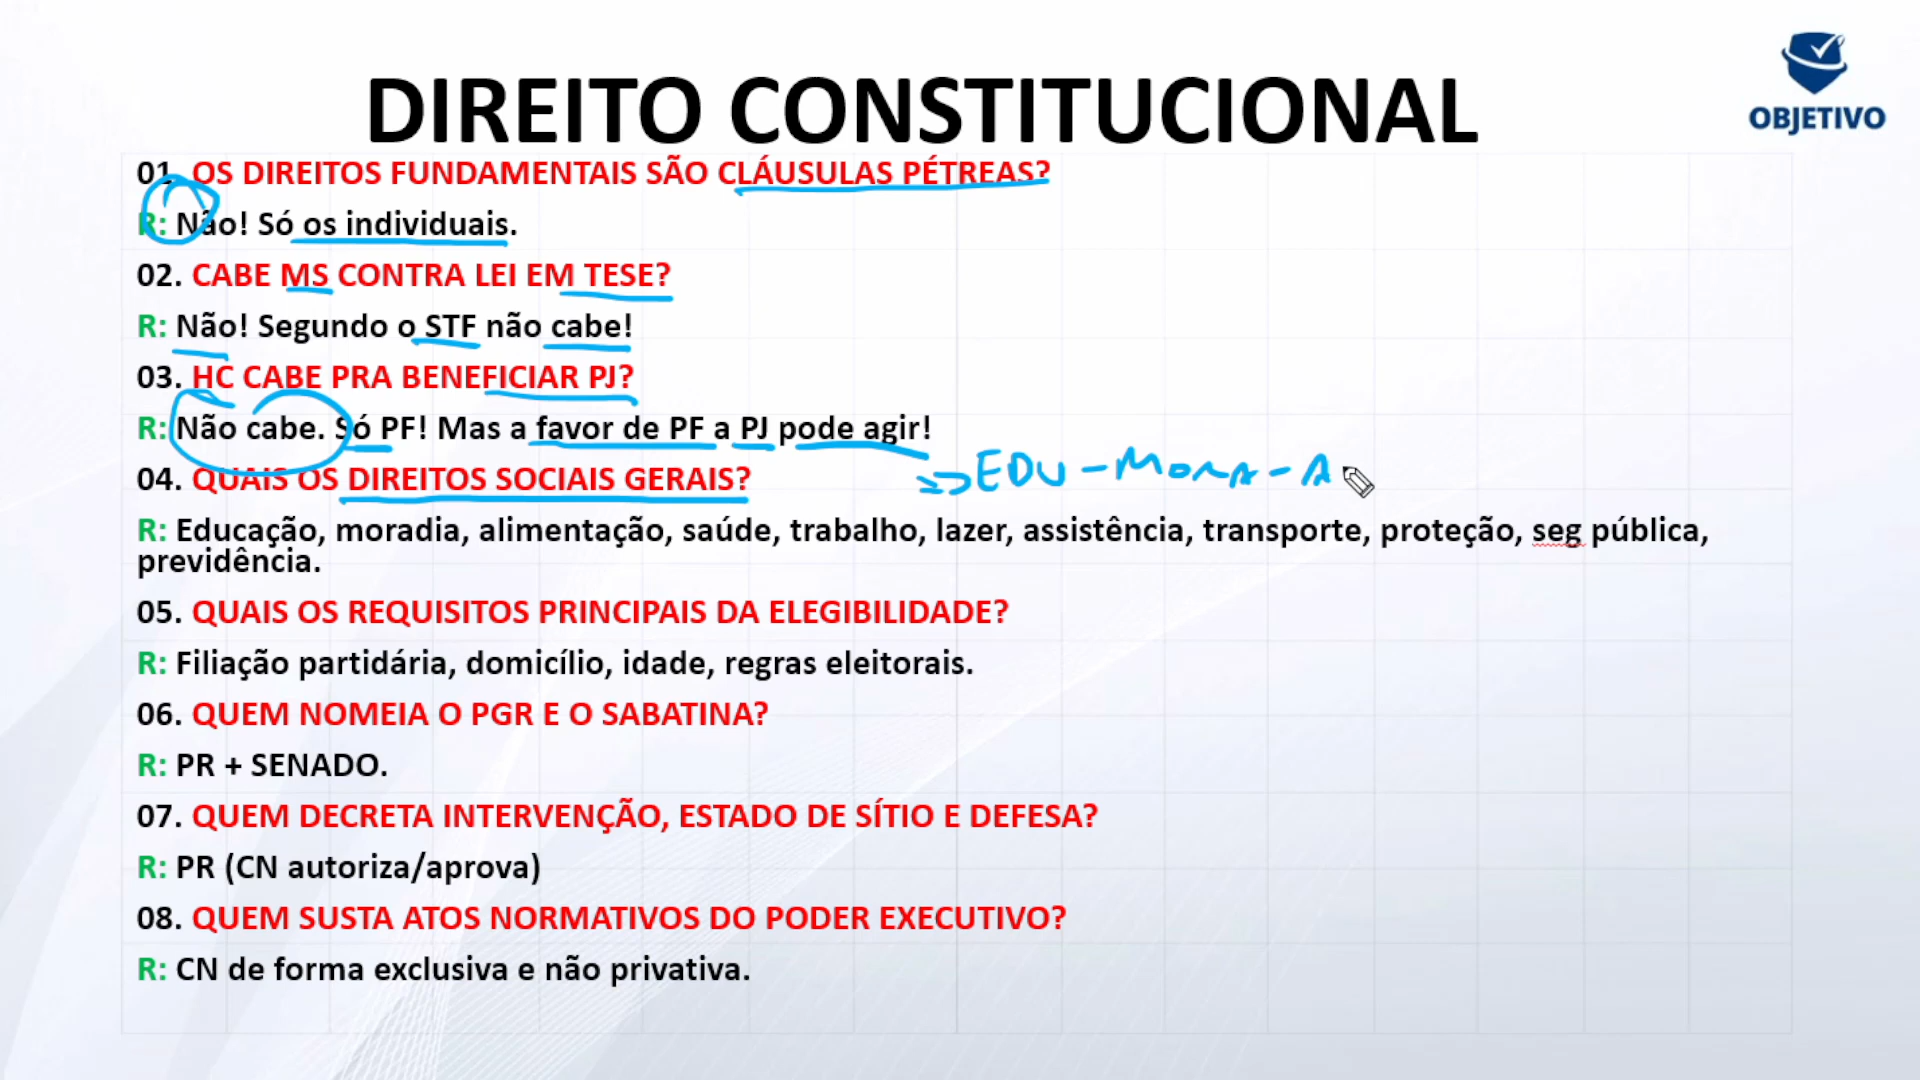 OBJETIVO
DIREITO CONSTITUCIONAL
01. OS DIREITOS FUNDAMENTAIS SÃO CLÁUSULAS PÉTREAS?
R: Não! Só os individuais.
02. CABE MS CONTRA LEI EM TESE?
R: Não! Segundo o STF não cabe!
03. HC CABE PRA BENEFICIAR PJ?
R: Não cabe. Só PF! Mas a favor de PF a PJ pode agir!
04. QUAIS OS DIREITOS SOCIAIS GERAIS? => EDU - MORA - A
R: Educação, moradia, alimentação, saúde, trabalho, lazer, assistência, transporte, proteção, seg pública,
previdência.
05. QUAIS OS REQUISITOS PRINCIPAIS DA ELEGIBILIDADE?
R: Filiação partidária, domicílio, idade, regras eleitorais.
06. QUEM NOMEIA O PGR E O SABATINA?
R: PR + SENADO.
07. QUEM DECRETA INTERVENÇÃO, ESTADO DE SÍTIO E DEFESA?
R: PR (CN autoriza/aprova)
08. QUEM SUSTA ATOS NORMATIVOS DO PODER EXECUTIVO?
R: CN de forma exclusiva e não privativa.